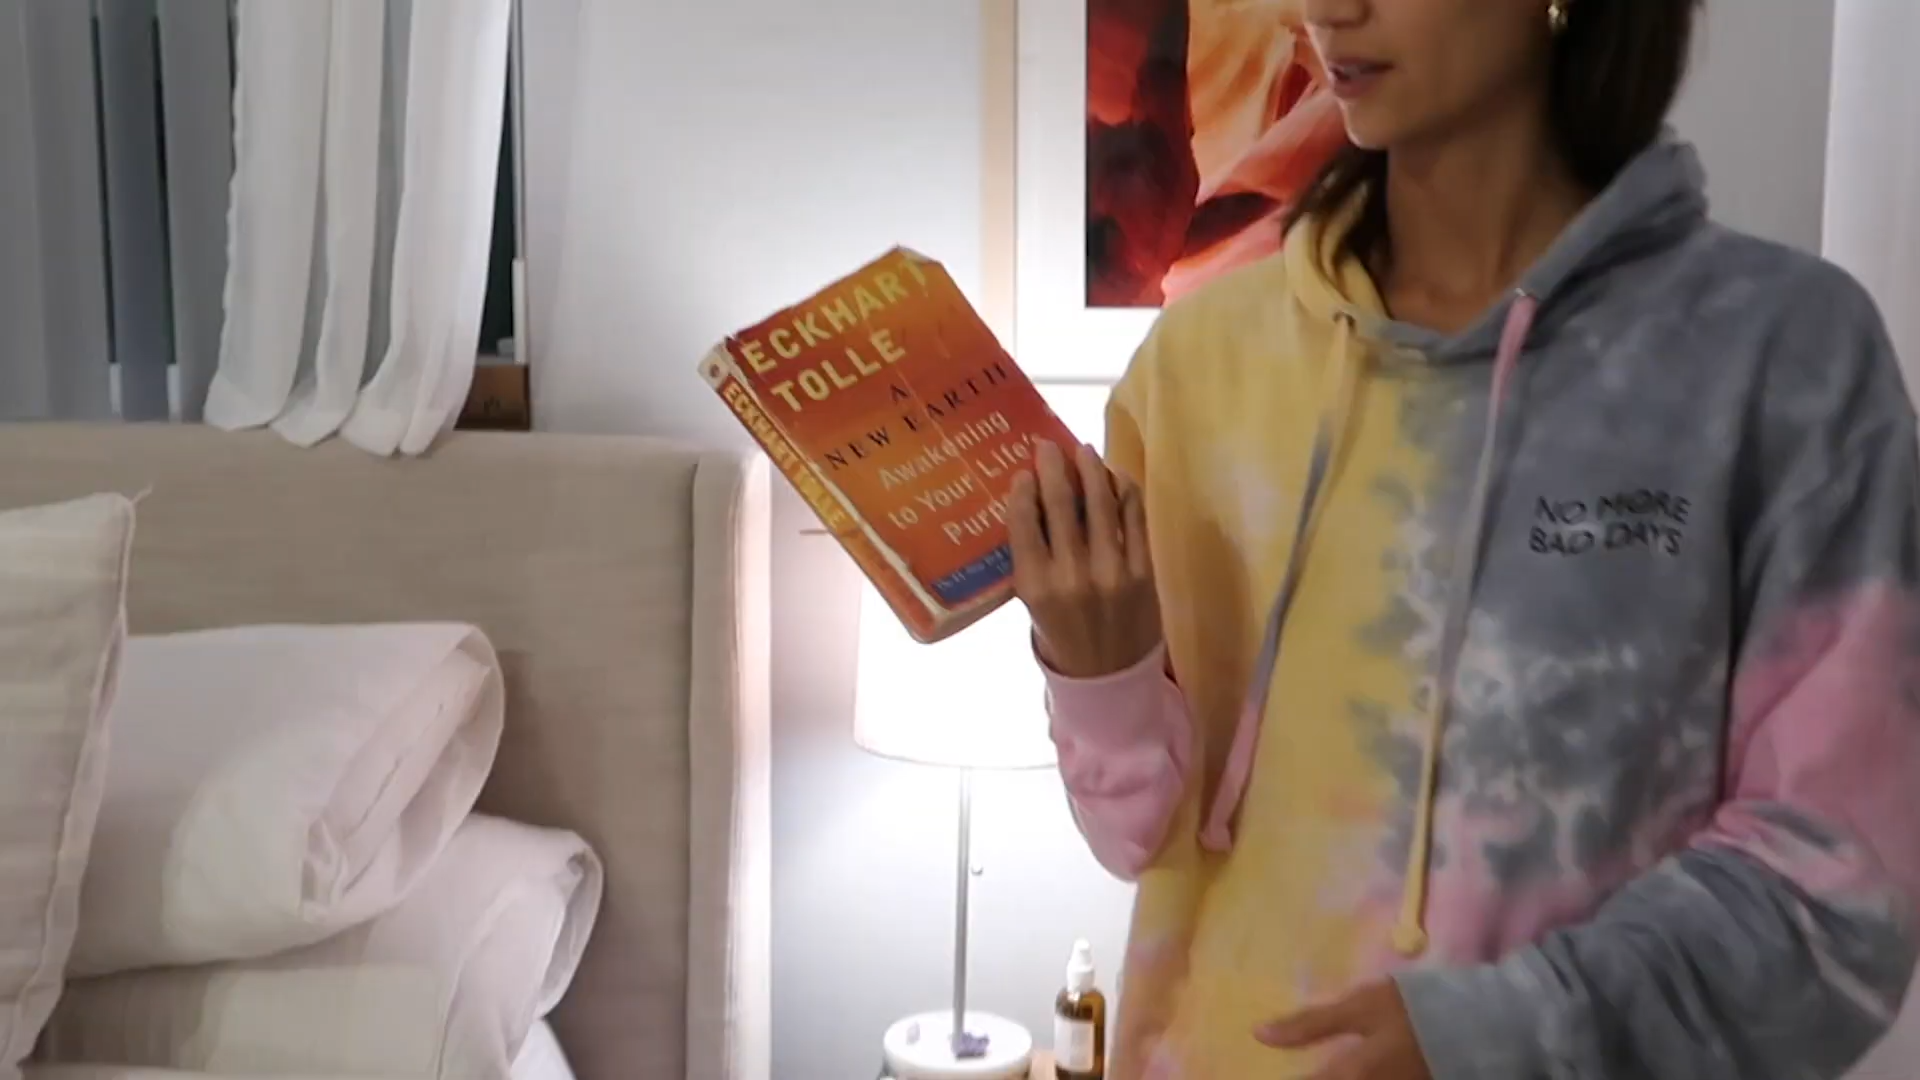 ECKHART
TOLLE
A
NEW EARTH
Awakening
to Your Life's
ECKHART TOLLE
NO MORE
BAD DAYS